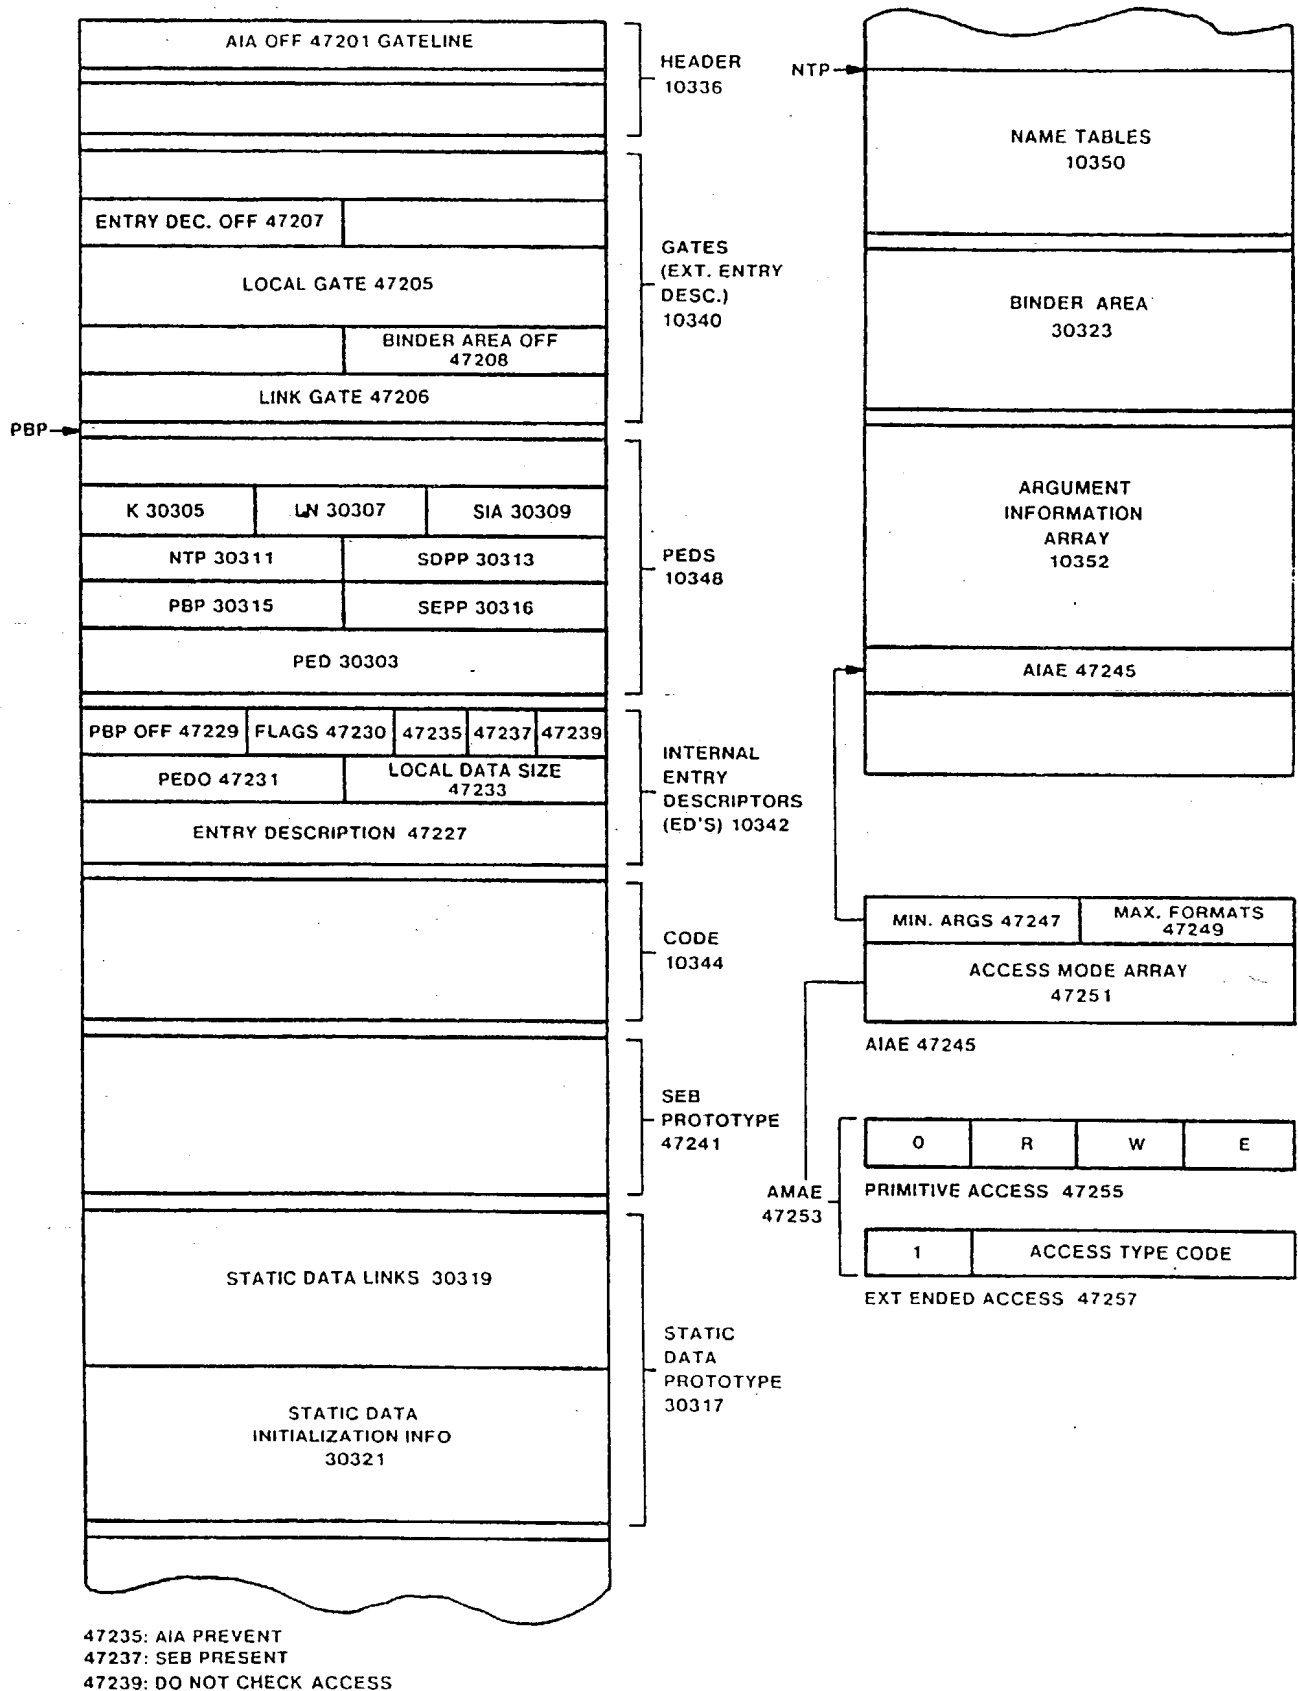 AIA OFF 47201 GATELINE
HEADER
10336
ENTRY DEC. OFF 47207
LOCAL GATE 47205
BINDER AREA OFF
47208
LINK GATE 47206
GATES
(EXT. ENTRY
DESC.)
10340
PBP
K 30305
LN 30307
SIA 30309
NTP 30311
SDPP 30313
PBP 30315
SEPP 30316
PED 30303
PEDS
10348
PBP OFF 47229
FLAGS 47230
47235
47237
47239
PEDO 47231
LOCAL DATA SIZE
47233
ENTRY DESCRIPTION 47227
INTERNAL
ENTRY
DESCRIPTORS
(ED'S) 10342
CODE
10344
SEB
PROTOTYPE
47241
STATIC DATA LINKS 30319
STATIC DATA
INITIALIZATION INFO
30321
STATIC
DATA
PROTOTYPE
30317
47235: AIA PREVENT
47237: SEB PRESENT
47239: DO NOT CHECK ACCESS
NTP
NAME TABLES
10350
BINDER AREA
30323
ARGUMENT
INFORMATION
ARRAY
10352
AIAE 47245
MIN. ARGS 47247
MAX. FORMATS
47249
ACCESS MODE ARRAY
47251
AIAE 47245
AMAE
47253
O
R
W
E
PRIMITIVE ACCESS 47255
1
ACCESS TYPE CODE
EXT ENDED ACCESS 47257